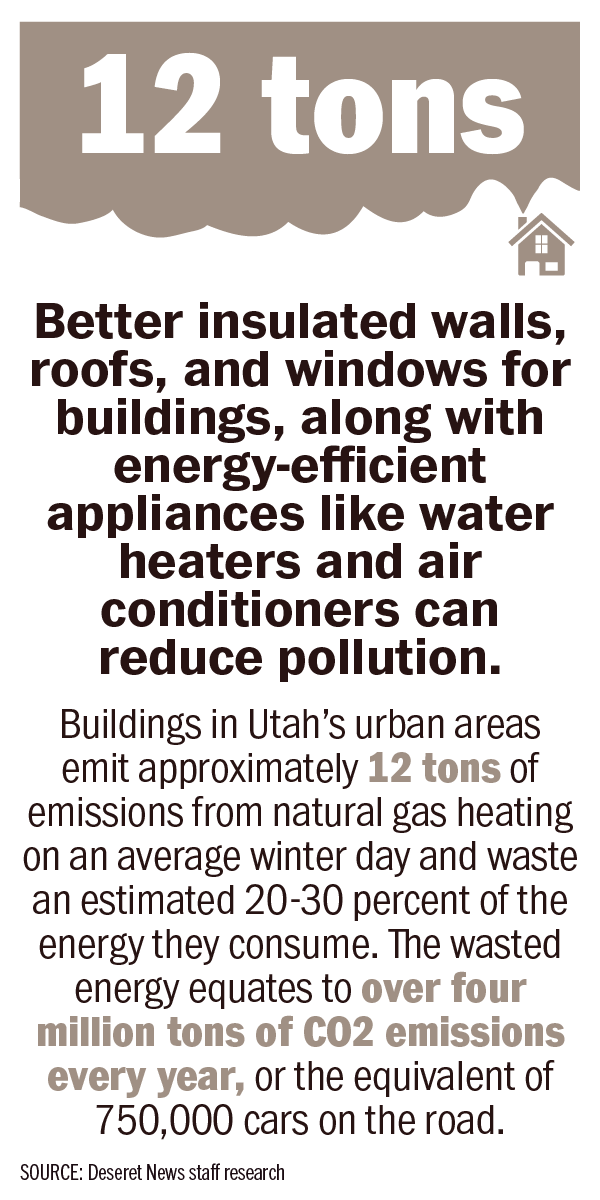 12 tons
Better insulated walls,
roofs, and windows for
buildings, along with
energy-efficient
appliances like water
heaters and air
conditioners can
reduce pollution.
Buildings in Utah’s urban areas
emit approximately 12 tons of
emissions from natural gas heating
on an average winter day and waste
an estimated 20-30 percent of the
energy they consume. The wasted
energy equates to over four
million tons of CO2 emissions
every year, or the equivalent of
750,000 cars on the road.
SOURCE: Deseret News staff research